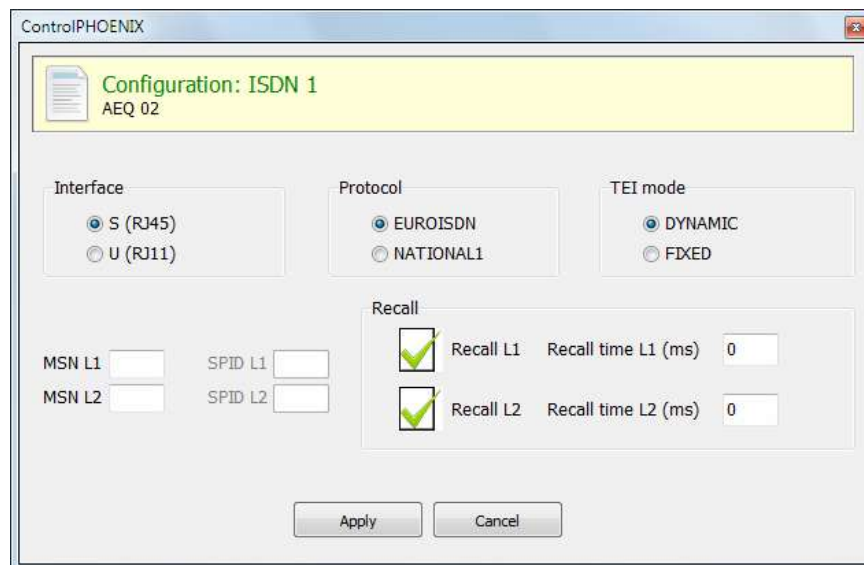 ControlPHOENIX
Configuration: ISDN 1
AEQ 02
Interface
S (RJ45)
U (RJ11)
Protocol
EUROISDN
NATIONAL1
TEI mode
DYNAMIC
FIXED
MSN L1
SPID L1
MSN L2
SPID L2
Recall
Recall L1 Recall time L1 (ms) 0
Recall L2 Recall time L2 (ms) 0
Apply Cancel